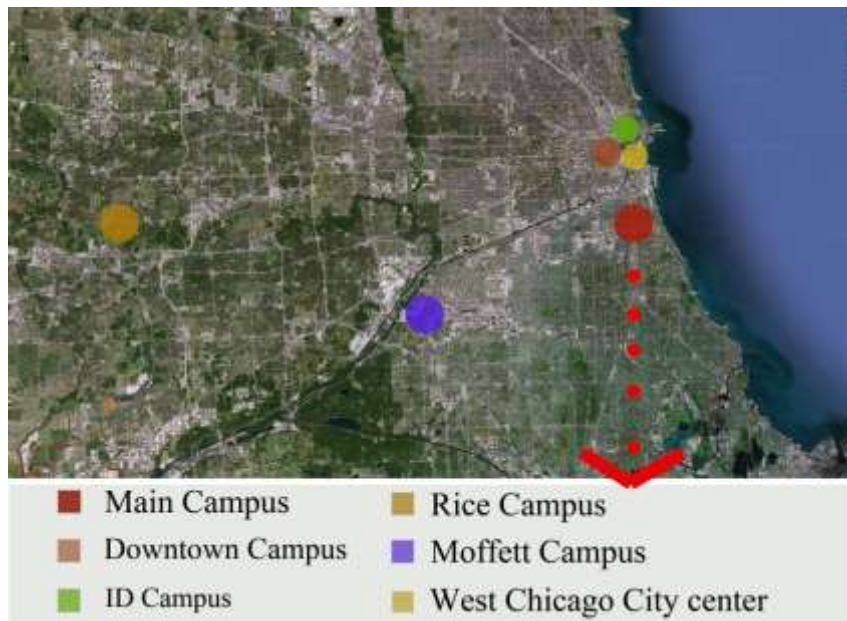 Main Campus
Rice Campus
Downtown Campus
Moffett Campus
ID Campus
West Chicago City center